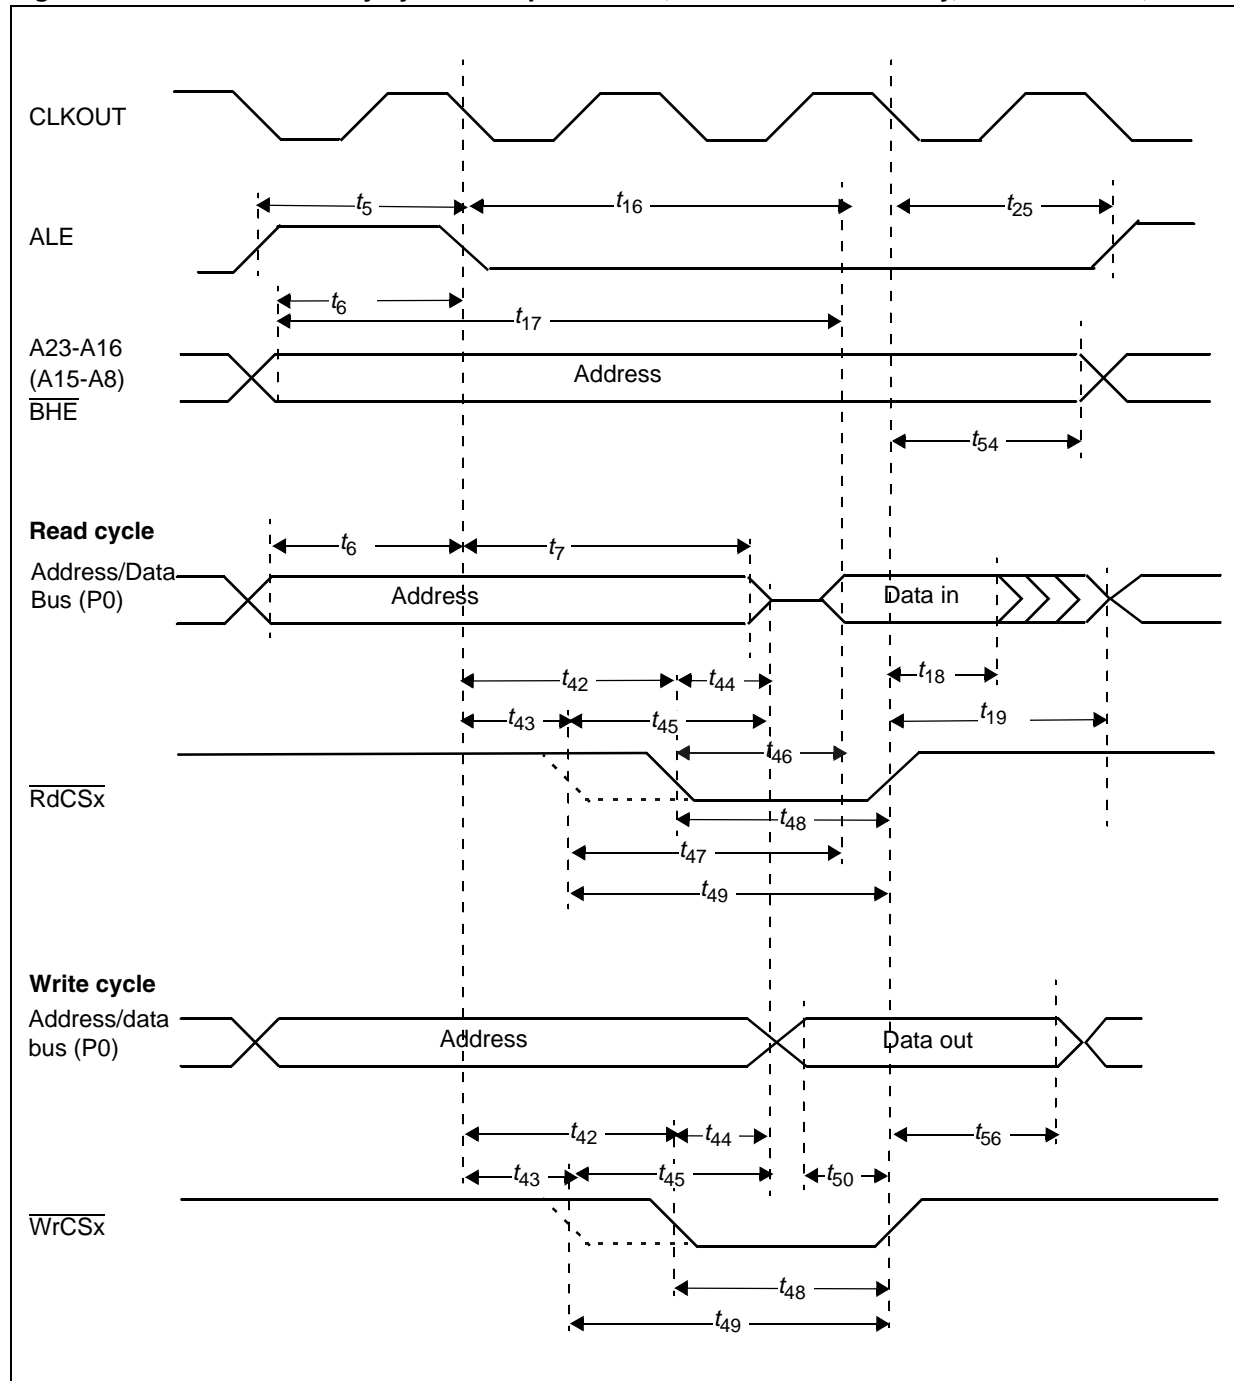 CLKOUT
t5
t16
t25
ALE
t6
t17
A23-A16
(A15-A8)
BHE
Address
t54
Read cycle
t6
t7
Address/Data
Bus (P0)
Address
Data in
t42
t44
t18
t43
t45
t19
t46
RdCSx
t48
t47
t49
Write cycle
Address/data
bus (P0)
Address
Data out
t42
t44
t56
t43
t45
t50
WrCSx
t48
t49